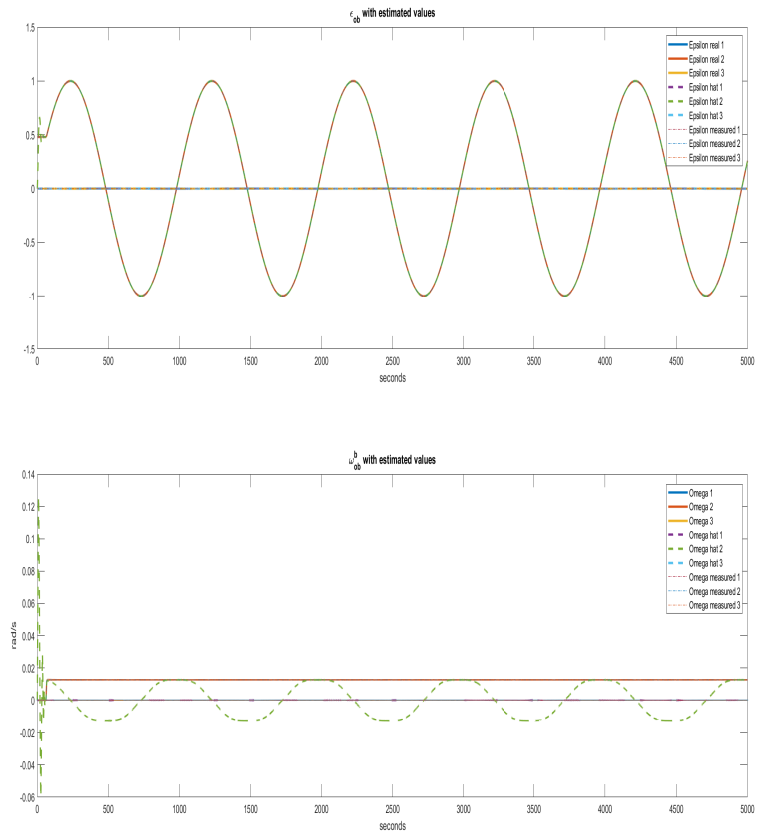 ϵob with estimated values
1.5
1
0.5
0
-0.5
-1
-1.5
0 500 1000 1500 2000 2500 3000 3500 4000 4500 5000
seconds
Epsilon real 1
Epsilon real 2
Epsilon real 3
Epsilon hat 1
Epsilon hat 2
Epsilon hat 3
Epsilon measured 1
Epsilon measured 2
Epsilon measured 3
ωbob with estimated values
0.14
0.12
0.1
0.08
0.06
0.04
0.02
0
-0.02
-0.04
-0.06
rad/s
0 500 1000 1500 2000 2500 3000 3500 4000 4500 5000
seconds
Omega 1
Omega 2
Omega 3
Omega hat 1
Omega hat 2
Omega hat 3
Omega measured 1
Omega measured 2
Omega measured 3